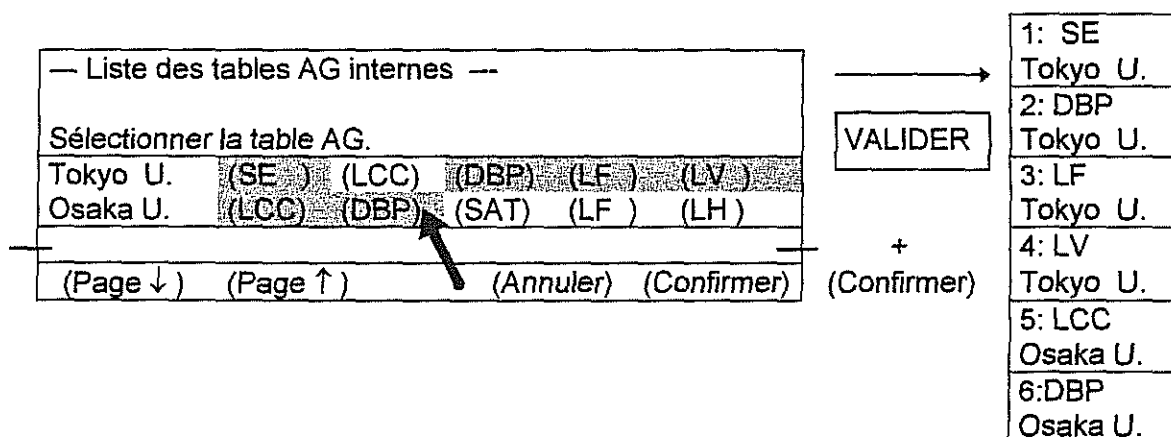 — Liste des tables AG internes ---
Sélectionner la table AG.
Tokyo U. (SE ) (LCC) (DBP) (LF ) (LV )
Osaka U. (LCC) (DBP) (SAT) (LF ) (LH )
(Page ↓ ) (Page ↑ ) (Annuler) (Confirmer)
VALIDER
+
(Confirmer)
1: SE
Tokyo U.
2: DBP
Tokyo U.
3: LF
Tokyo U.
4: LV
Tokyo U.
5: LCC
Osaka U.
6:DBP
Osaka U.